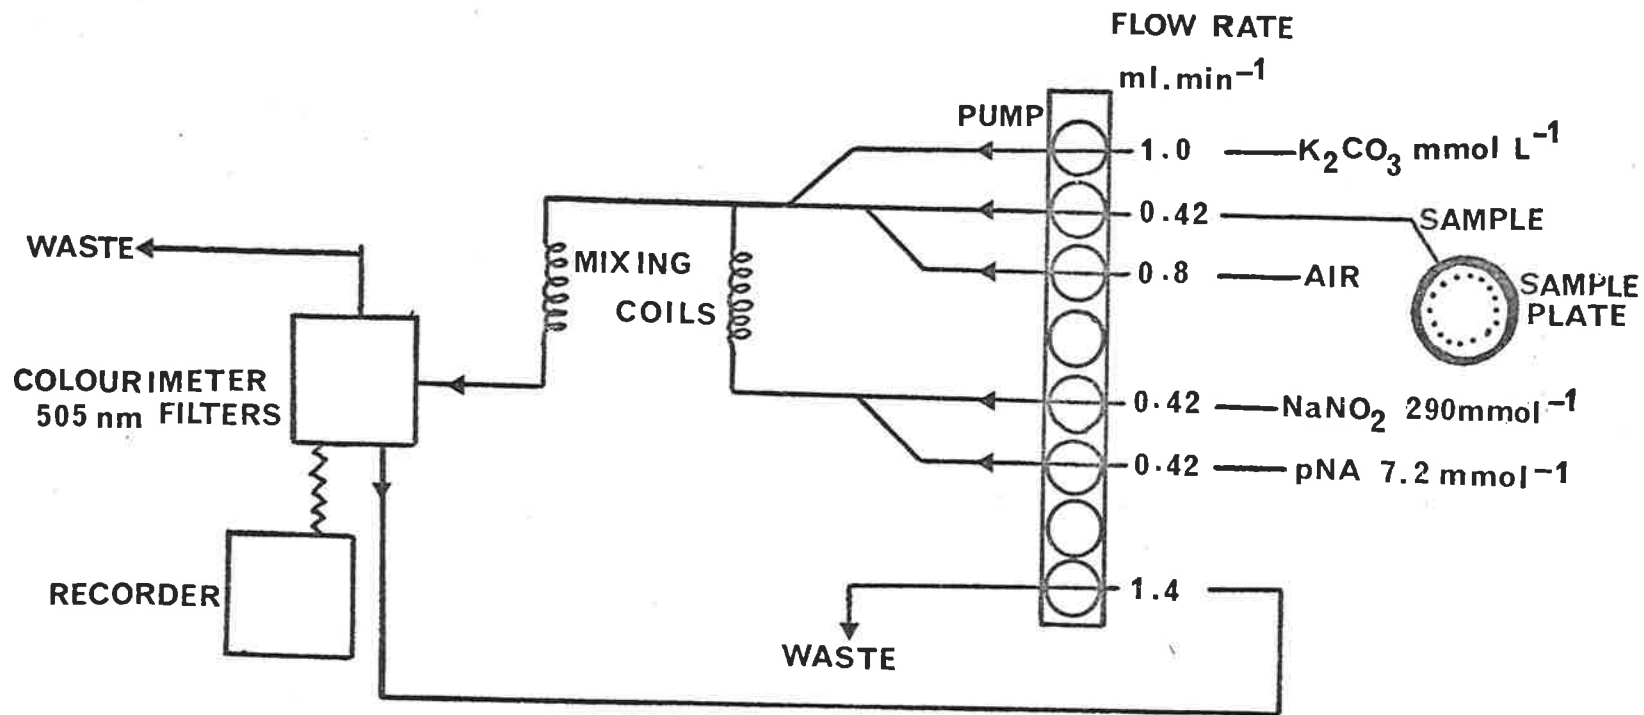 FLOW RATE
ml.min⁻¹
PUMP
1.0 K₂CO₃ mmol L⁻¹
0.42 SAMPLE
WASTE
MIXING
COILS
0.8 AIR
SAMPLE
PLATE
COLOURIMETER
505 nm FILTERS
0.42 NaNO₂ 290mmol⁻¹
0.42 pNA 7.2 mmol⁻¹
RECORDER
1.4
WASTE